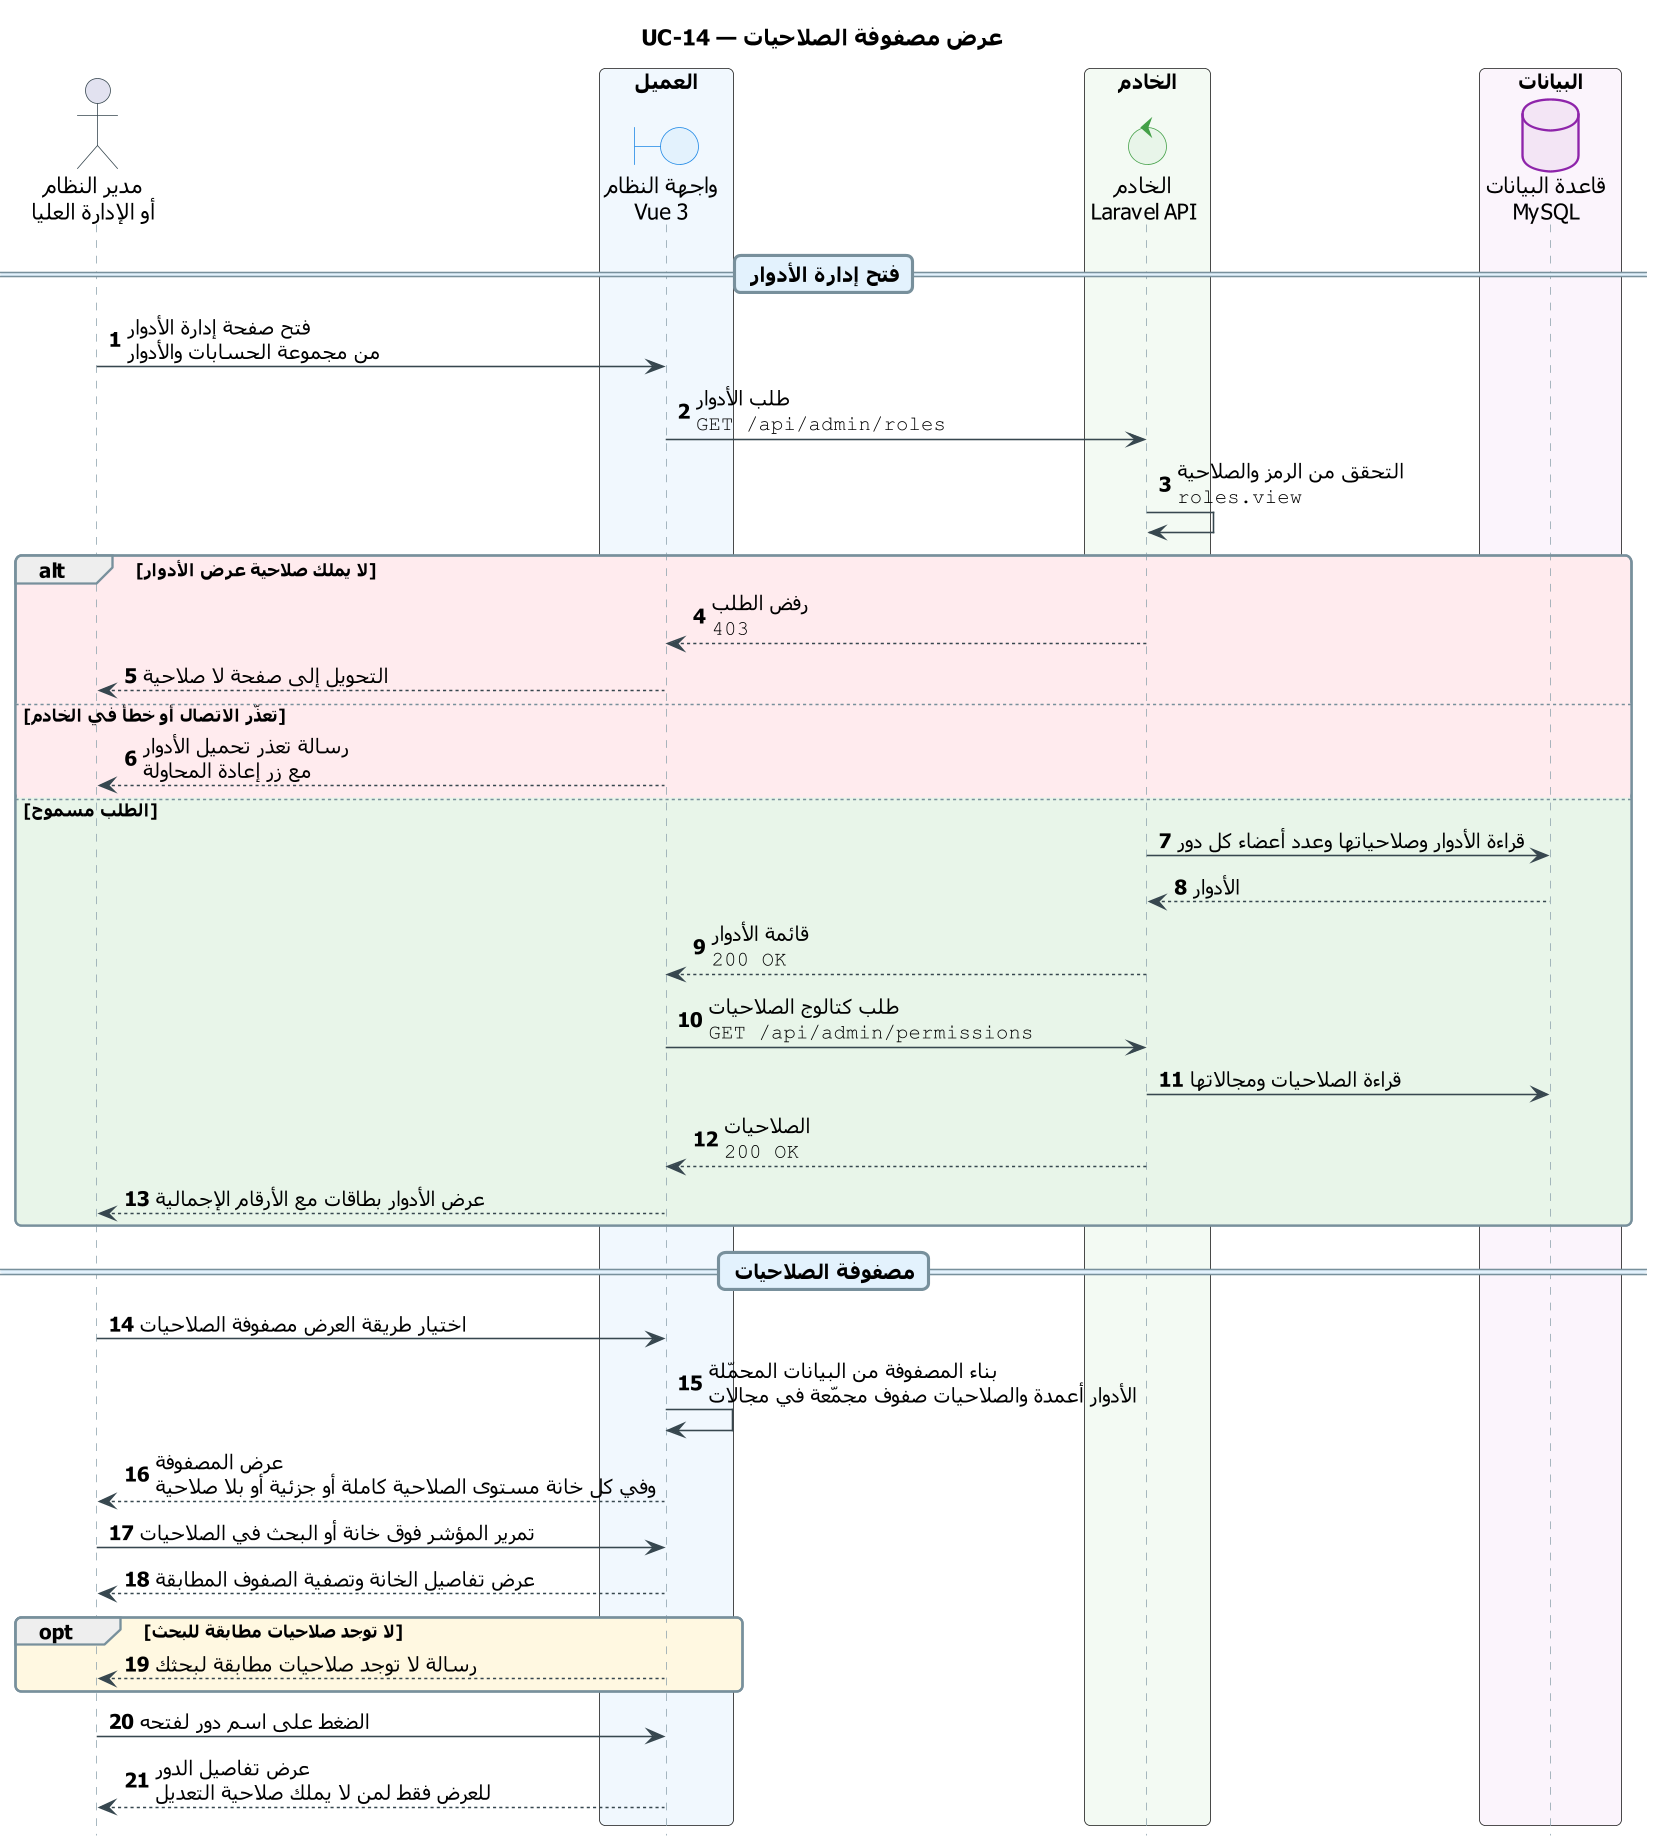 UC-14 — عرض مصفوفة الصلاحيات
العميل
الخادم
البيانات
مدير النظام
أو الإدارة العليا
واجهة النظام
Vue 3
الخادم
Laravel API
قاعدة البيانات
MySQL
فتح إدارة الأدوار
1 فتح صفحة إدارة الأدوار
من مجموعة الحسابات والأدوار
2 طلب الأدوار
GET /api/admin/roles
3 التحقق من الرمز والصلاحية
roles.view
alt [لا يملك صلاحية عرض الأدوار]
4 رفض الطلب
403
5 التحويل إلى صفحة لا صلاحية
[تعذّر الاتصال أو خطأ في الخادم]
6 رسالة تعذر تحميل الأدوار
مع زر إعادة المحاولة
[الطلب مسموح]
7 قراءة الأدوار وصلاحياتها وعدد أعضاء كل دور
8 الأدوار
9 قائمة الأدوار
200 OK
10 طلب كتالوج الصلاحيات
GET /api/admin/permissions
11 قراءة الصلاحيات ومجالاتها
12 الصلاحيات
200 OK
13 عرض الأدوار بطاقات مع الأرقام الإجمالية
مصفوفة الصلاحيات
14 اختيار طريقة العرض مصفوفة الصلاحيات
15 بناء المصفوفة من البيانات المحمّلة
الأدوار أعمدة والصلاحيات صفوف مجمّعة في مجالات
16 عرض المصفوفة
وفي كل خانة مستوى الصلاحية كاملة أو جزئية أو بلا صلاحية
17 تمرير المؤشر فوق خانة أو البحث في الصلاحيات
18 عرض تفاصيل الخانة وتصفية الصفوف المطابقة
opt [لا توجد صلاحيات مطابقة للبحث]
19 رسالة لا توجد صلاحيات مطابقة لبحثك
20 الضغط على اسم دور لفتحه
21 عرض تفاصيل الدور
للعرض فقط لمن لا يملك صلاحية التعديل